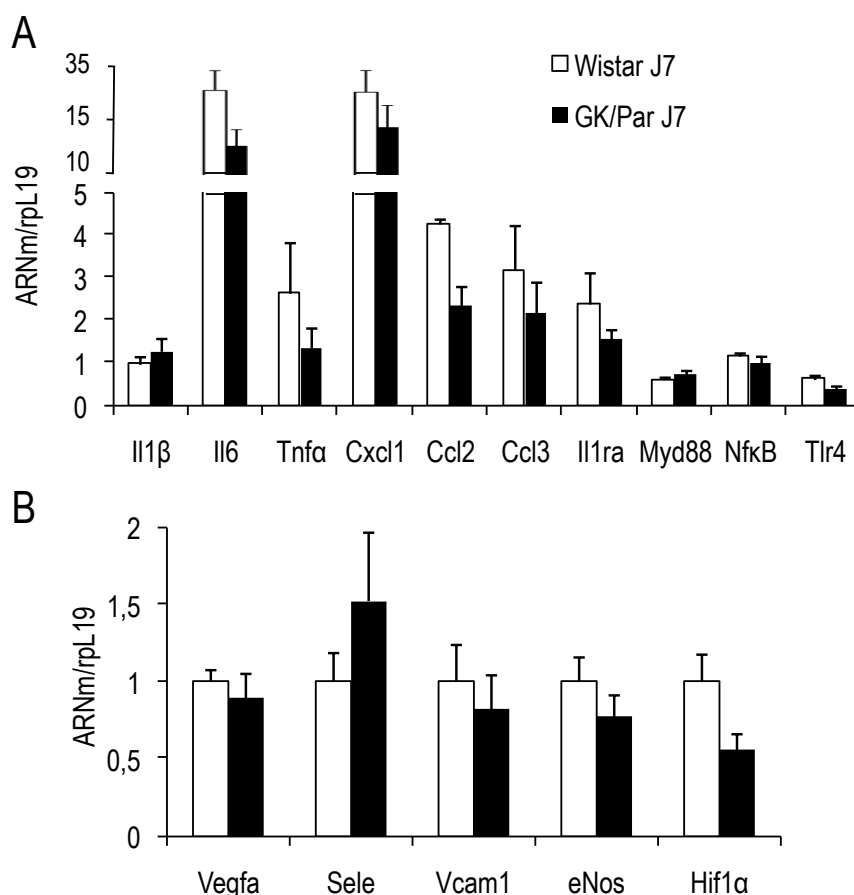 A
35
15
10
5
4
3
2
1
0
ARNm/rpL19
Wistar J7
GK/Par J7
Il1β Il6 Tnfα Cxcl1 Ccl2 Ccl3 Il1ra Myd88 NfκB Tlr4
B
2
1,5
1
0,5
0
ARNm/rpL19
Vegfa Sele Vcam1 eNos Hif1α